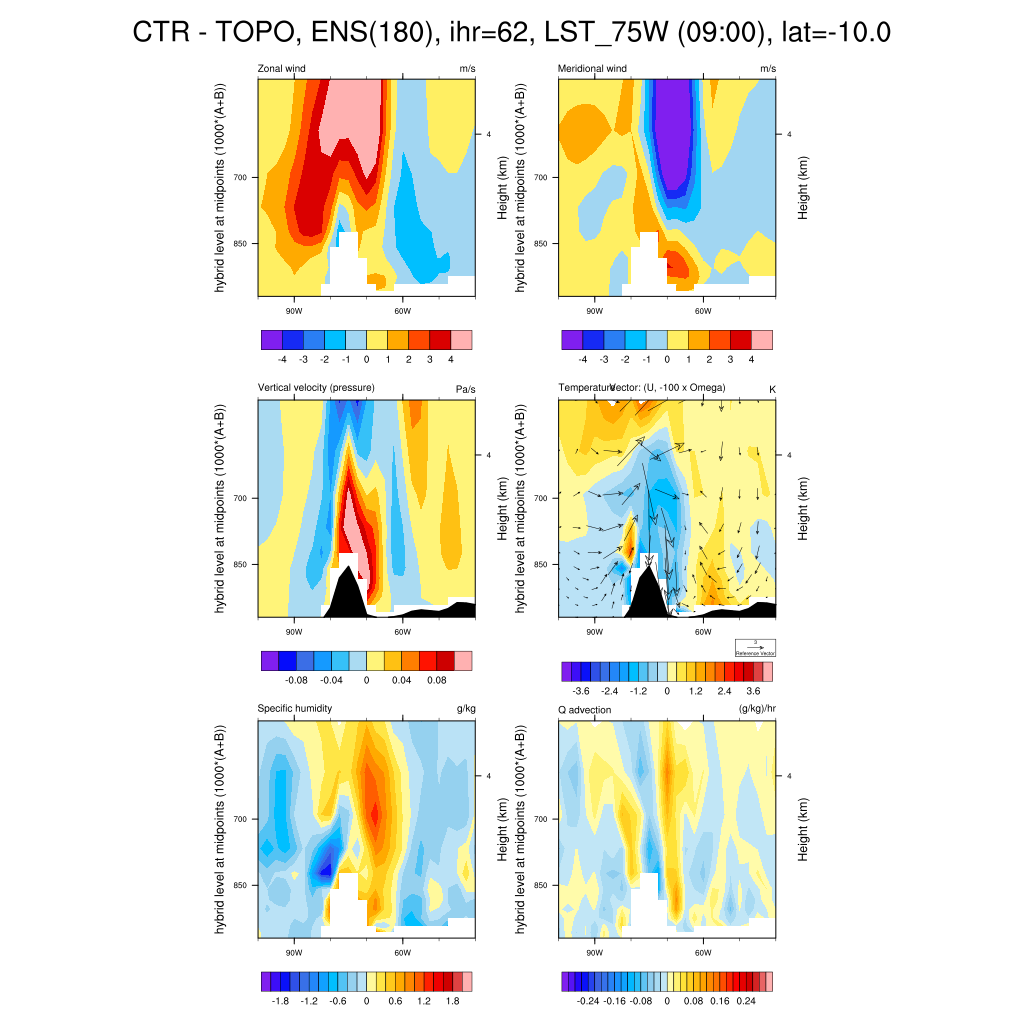 CTR - TOPO, ENS(180), ihr=62, LST_75W (09:00), lat=-10.0
Zonal wind m/s
hybrid level at midpoints (1000*(A+B))
700
850
4
Height (km)
90W 60W
-4 -3 -2 -1 0 1 2 3 4
Meridional wind m/s
hybrid level at midpoints (1000*(A+B))
700
850
4
Height (km)
90W 60W
-4 -3 -2 -1 0 1 2 3 4
Vertical velocity (pressure) Pa/s
hybrid level at midpoints (1000*(A+B))
700
850
4
Height (km)
90W 60W
-0.08 -0.04 0 0.04 0.08
Temperature Vector: (U, -100 x Omega) K
hybrid level at midpoints (1000*(A+B))
700
850
4
Height (km)
90W 60W
3
Reference Vector
-3.6 -2.4 -1.2 0 1.2 2.4 3.6
Specific humidity g/kg
hybrid level at midpoints (1000*(A+B))
700
850
4
Height (km)
90W 60W
-1.8 -1.2 -0.6 0 0.6 1.2 1.8
Q advection (g/kg)/hr
hybrid level at midpoints (1000*(A+B))
700
850
4
Height (km)
90W 60W
-0.24 -0.16 -0.08 0 0.08 0.16 0.24